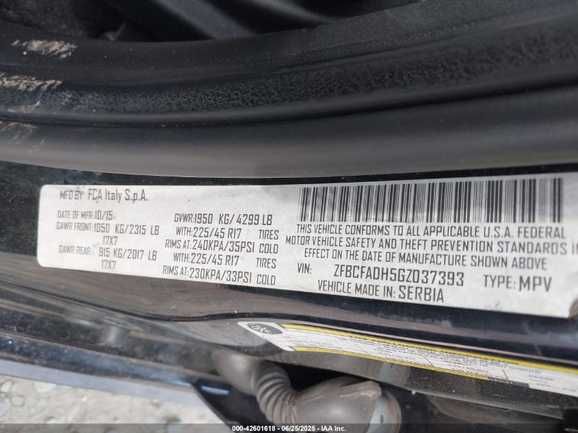 MFD BY: FCA Italy S.p.A.
DATE OF MFR:10/15 GVWR:1950 KG/ 4299 LB
GAWR FRONT:1050 KG/2315 LB WITH:225/45 R17 TIRES
17X7 RIMS AT: 240KPA/35PSI COLD
GAWR REAR: 915 KG/2017 LB WITH:225/45 R17 TIRES
17X7 RIMS AT: 230KPA/33PSI COLD
THIS VEHICLE CONFORMS TO ALL APPLICABLE U.S.A. FEDERAL
MOTOR VEHICLE SAFETY, BUMPER, AND THEFT PREVENTION STANDARDS IN
EFFECT ON THE DATE OF MANUFACTURE SHOWN ABOVE.
VIN: ZFBCFADH5GZ037393 TYPE: MPV
VEHICLE MADE IN: SERBIA
000-42601618 - 06/25/2025 - IAA Inc.